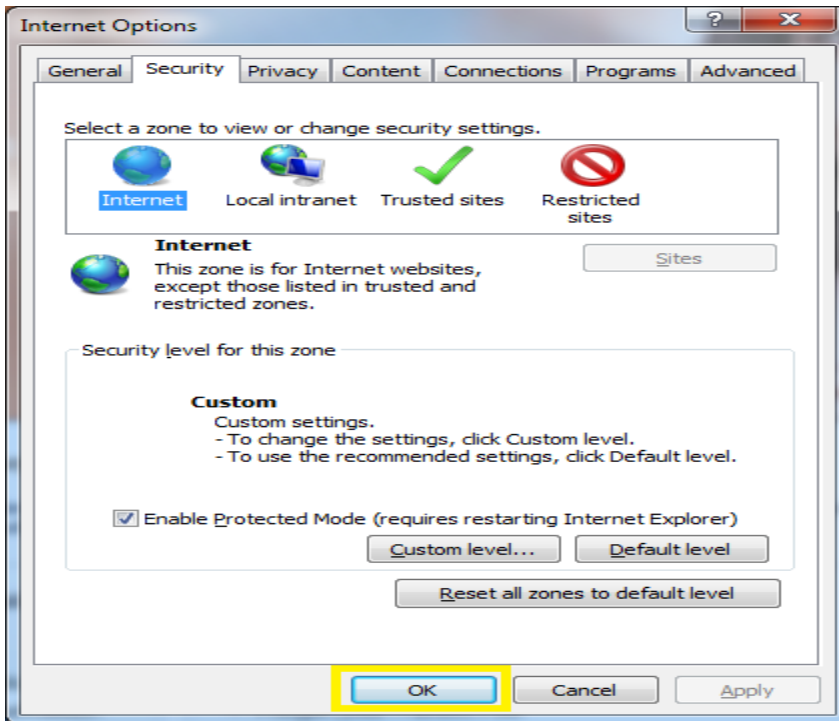 Internet Options
?
General Security Privacy Content Connections Programs Advanced
Select a zone to view or change security settings.
Internet Local intranet Trusted sites Restricted sites
Internet
Sites
This zone is for Internet websites,
except those listed in trusted and
restricted zones.
Security level for this zone
Custom
Custom settings.
- To change the settings, click Custom level.
- To use the recommended settings, click Default level.
Enable Protected Mode (requires restarting Internet Explorer)
Custom level... Default level
Reset all zones to default level
OK Cancel Apply